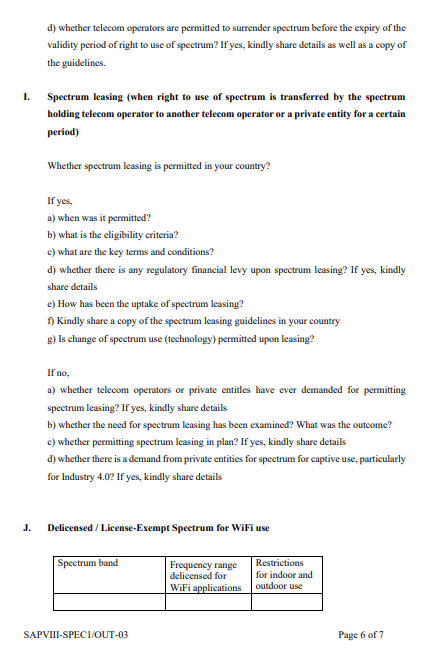 d) whether telecom operators are permitted to surrender spectrum before the expiry of the
validity period of right to use of spectrum? If yes, kindly share details as well as a copy of
the guidelines.
I. Spectrum leasing (when right to use of spectrum is transferred by the spectrum
holding telecom operator to another telecom operator or a private entity for a certain
period)
Whether spectrum leasing is permitted in your country?
If yes,
a) when was it permitted?
b) what is the eligibility criteria?
c) what are the key terms and conditions?
d) whether there is any regulatory financial levy upon spectrum leasing? If yes, kindly
share details
e) How has been the uptake of spectrum leasing?
f) Kindly share a copy of the spectrum leasing guidelines in your country
g) Is change of spectrum use (technology) permitted upon leasing?
If no,
a) whether telecom operators or private entitles have ever demanded for permitting
spectrum leasing? If yes, kindly share details
b) whether the need for spectrum leasing has been examined? What was the outcome?
c) whether permitting spectrum leasing in plan? If yes, kindly share details
d) whether there is a demand from private entities for spectrum for captive use, particularly
for Industry 4.0? If yes, kindly share details
J. Delicensed / License-Exempt Spectrum for WiFi use
Spectrum band
Frequency range
delicensed for
WiFi applications
Restrictions
for indoor and
outdoor use
SAPVIII-SPEC1/OUT-03 Page 6 of 7